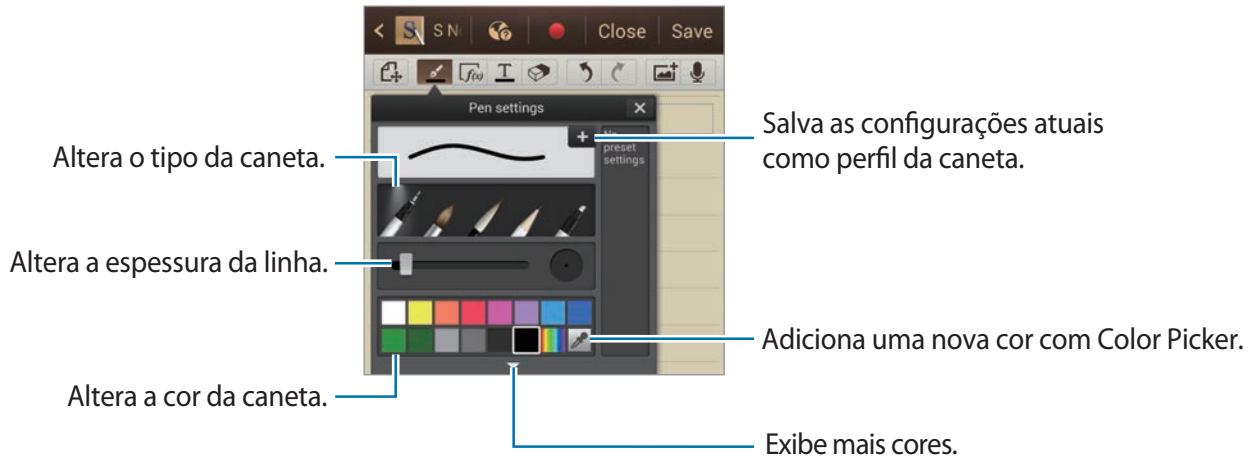 S N
Close
Save
f(x)
T
Pen settings
preset
settings
Altera o tipo da caneta.
Altera a espessura da linha.
Altera a cor da caneta.
Salva as configurações atuais
como perfil da caneta.
Adiciona uma nova cor com Color Picker.
Exibe mais cores.